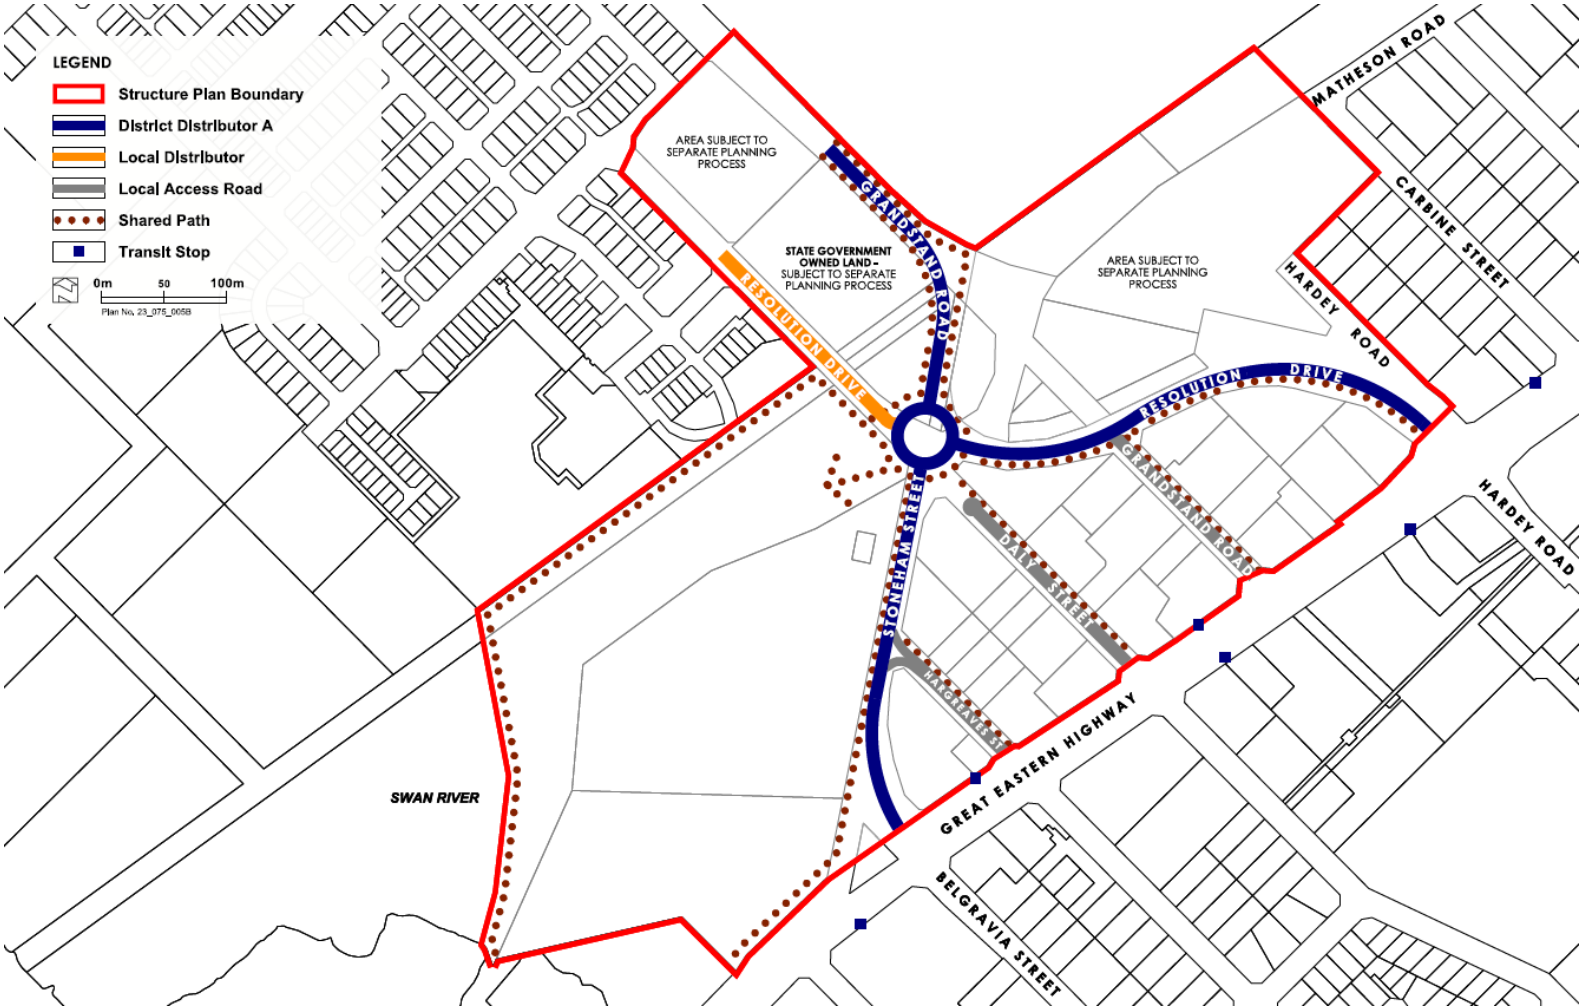 LEGEND
Structure Plan Boundary
District Distributor A
Local Distributor
Local Access Road
Shared Path
Transit Stop
0m 50 100m
Plan No. 23_075_005B
AREA SUBJECT TO
SEPARATE PLANNING
PROCESS
GRANDSTAND ROAD
STATE GOVERNMENT
OWNED LAND –
SUBJECT TO SEPARATE
PLANNING PROCESS
RESOLUTION DRIVE
AREA SUBJECT TO
SEPARATE PLANNING
PROCESS
MATHESON ROAD
CARBINE STREET
HARDEY ROAD
RESOLUTION DRIVE
GRANDSTAND ROAD
HARDEY ROAD
STONEHAM STREET
DALY STREET
HARGREAVES ST
GREAT EASTERN HIGHWAY
SWAN RIVER
BELGRAVIA STREET